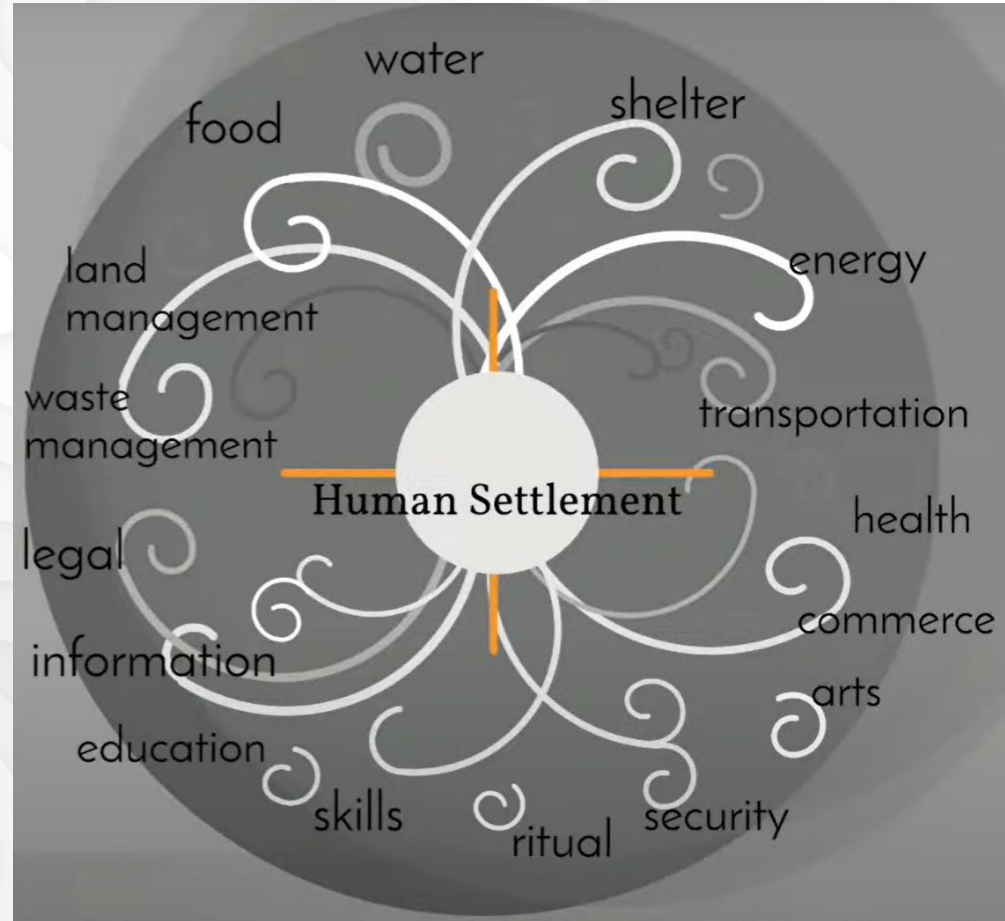 water
shelter
food
energy
land
management
waste
management
transportation
Human Settlement
health
legal
commerce
information
arts
education
skills
security
ritual